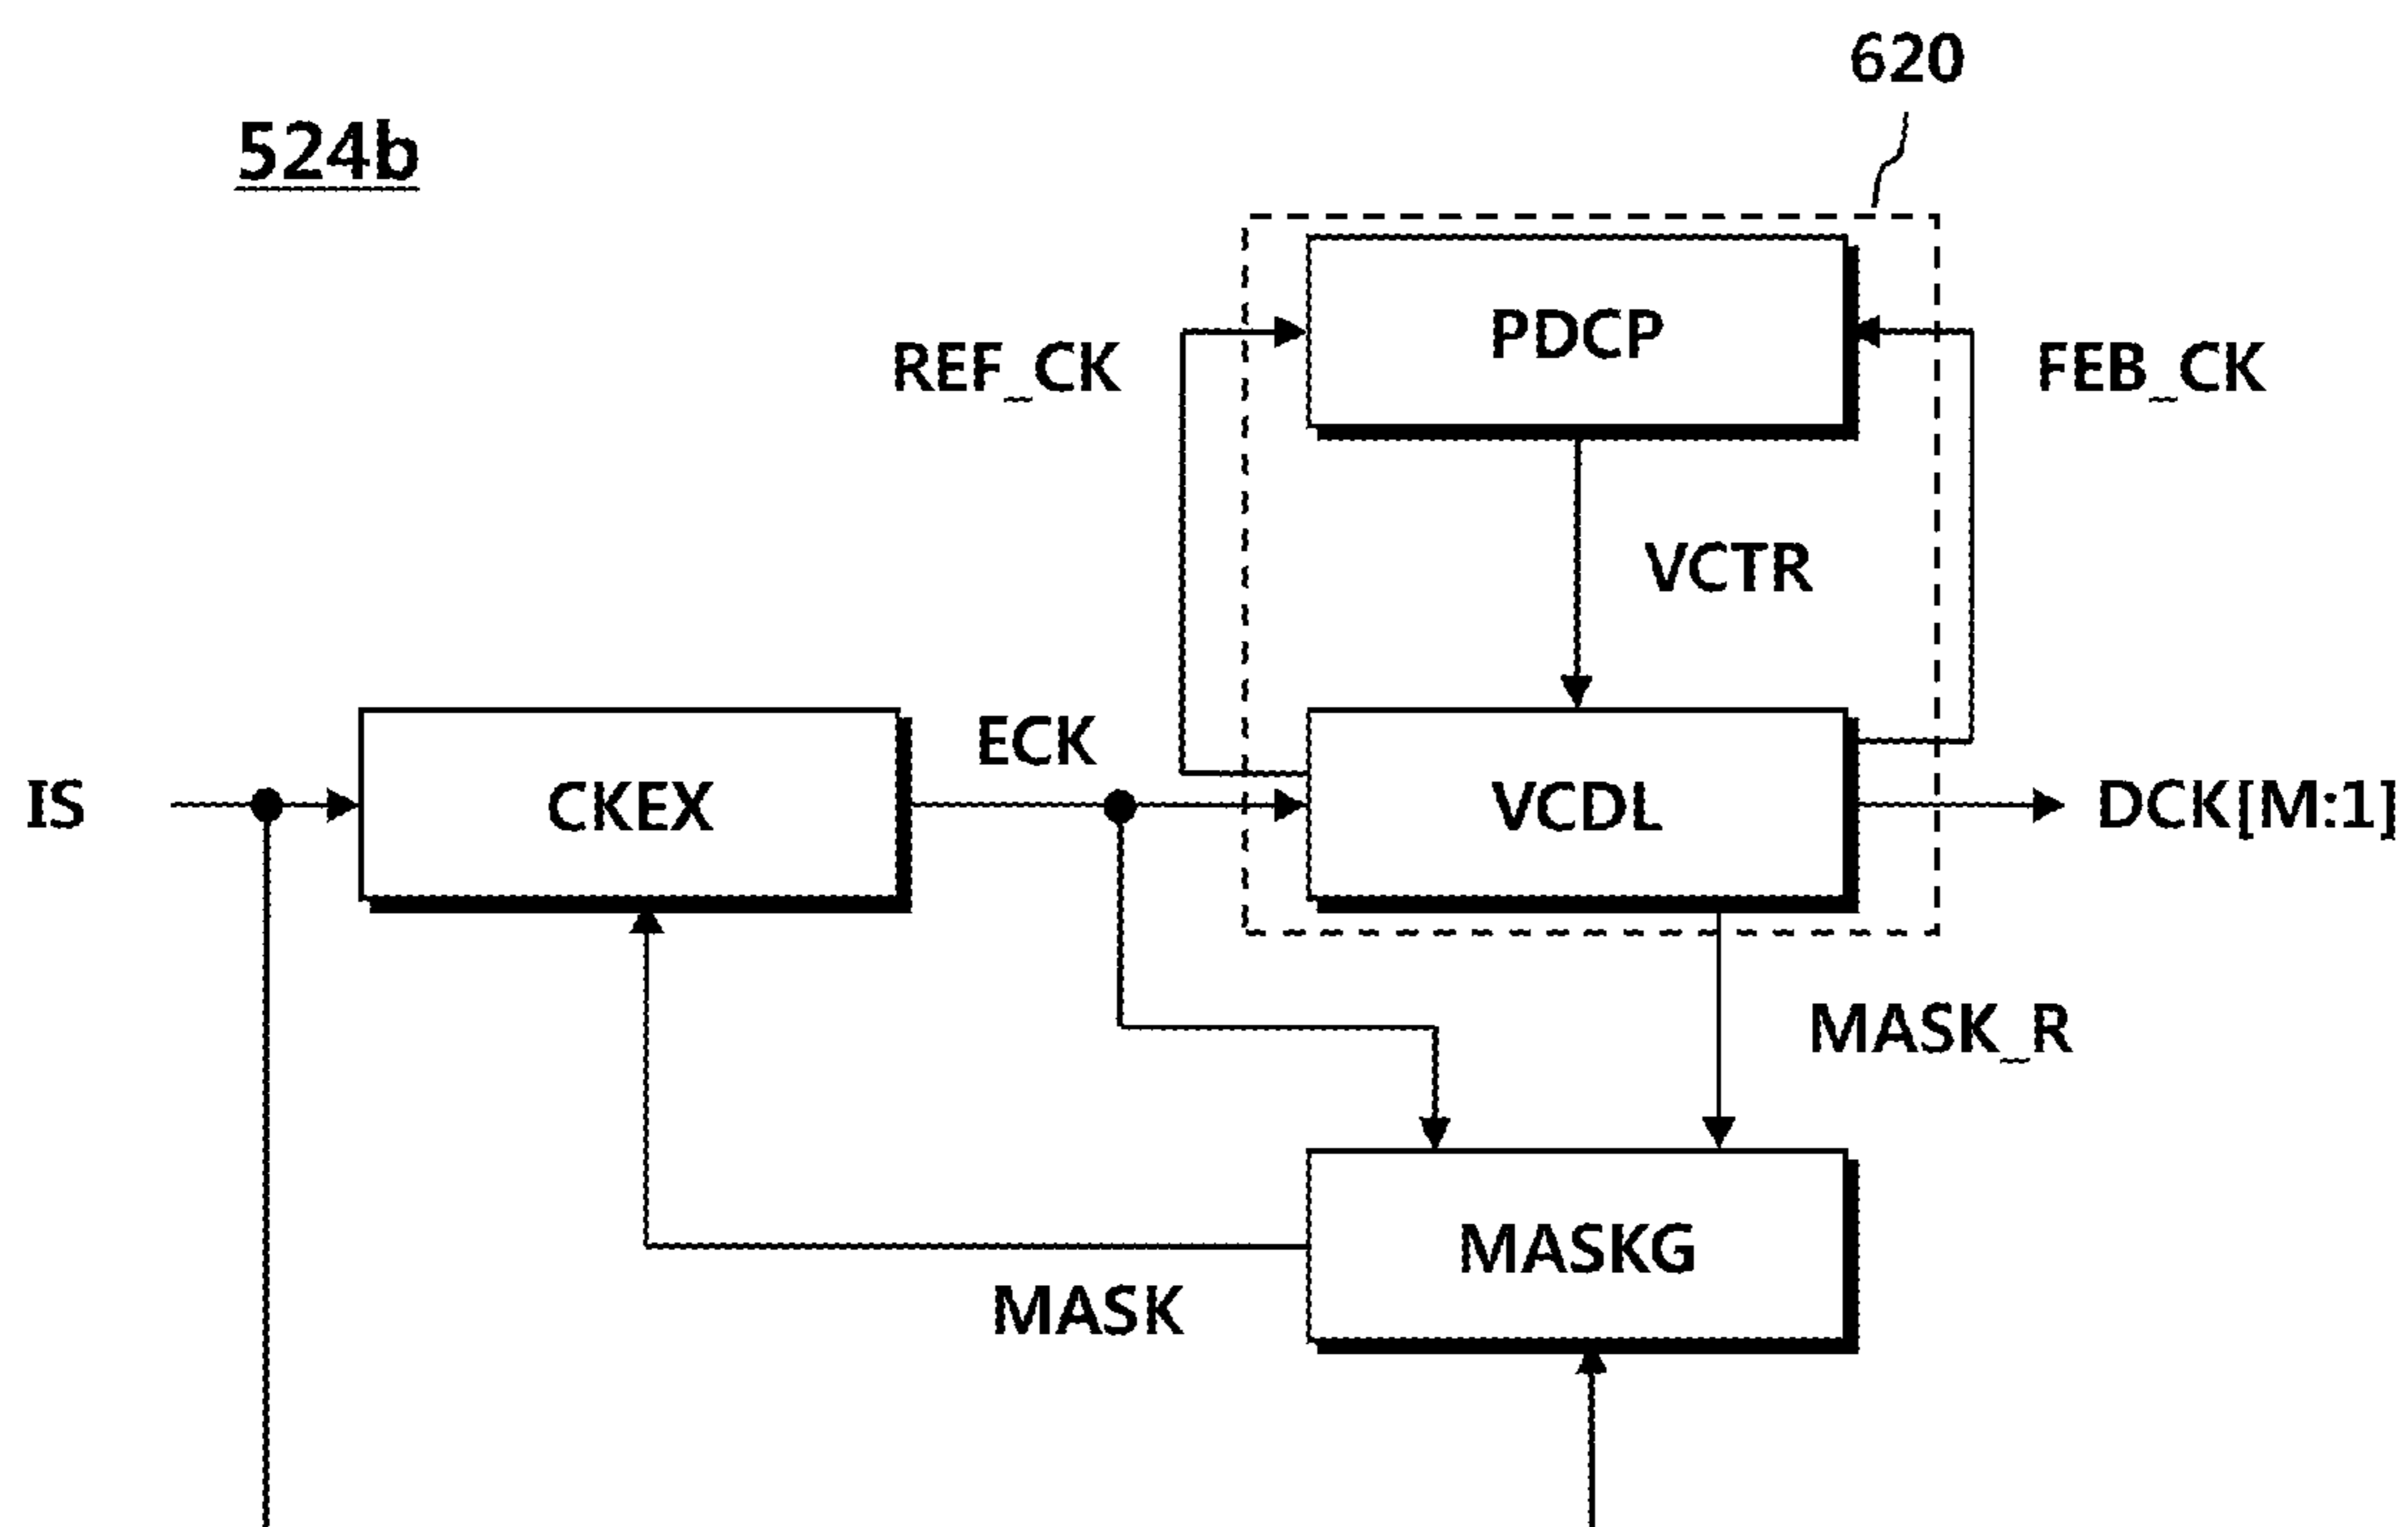 620
524b
PDCP
REF_CK
FEB_CK
VCTR
ECK
IS
CKEX
VCDL
DCK[M:1]
MASK_R
MASKG
MASK